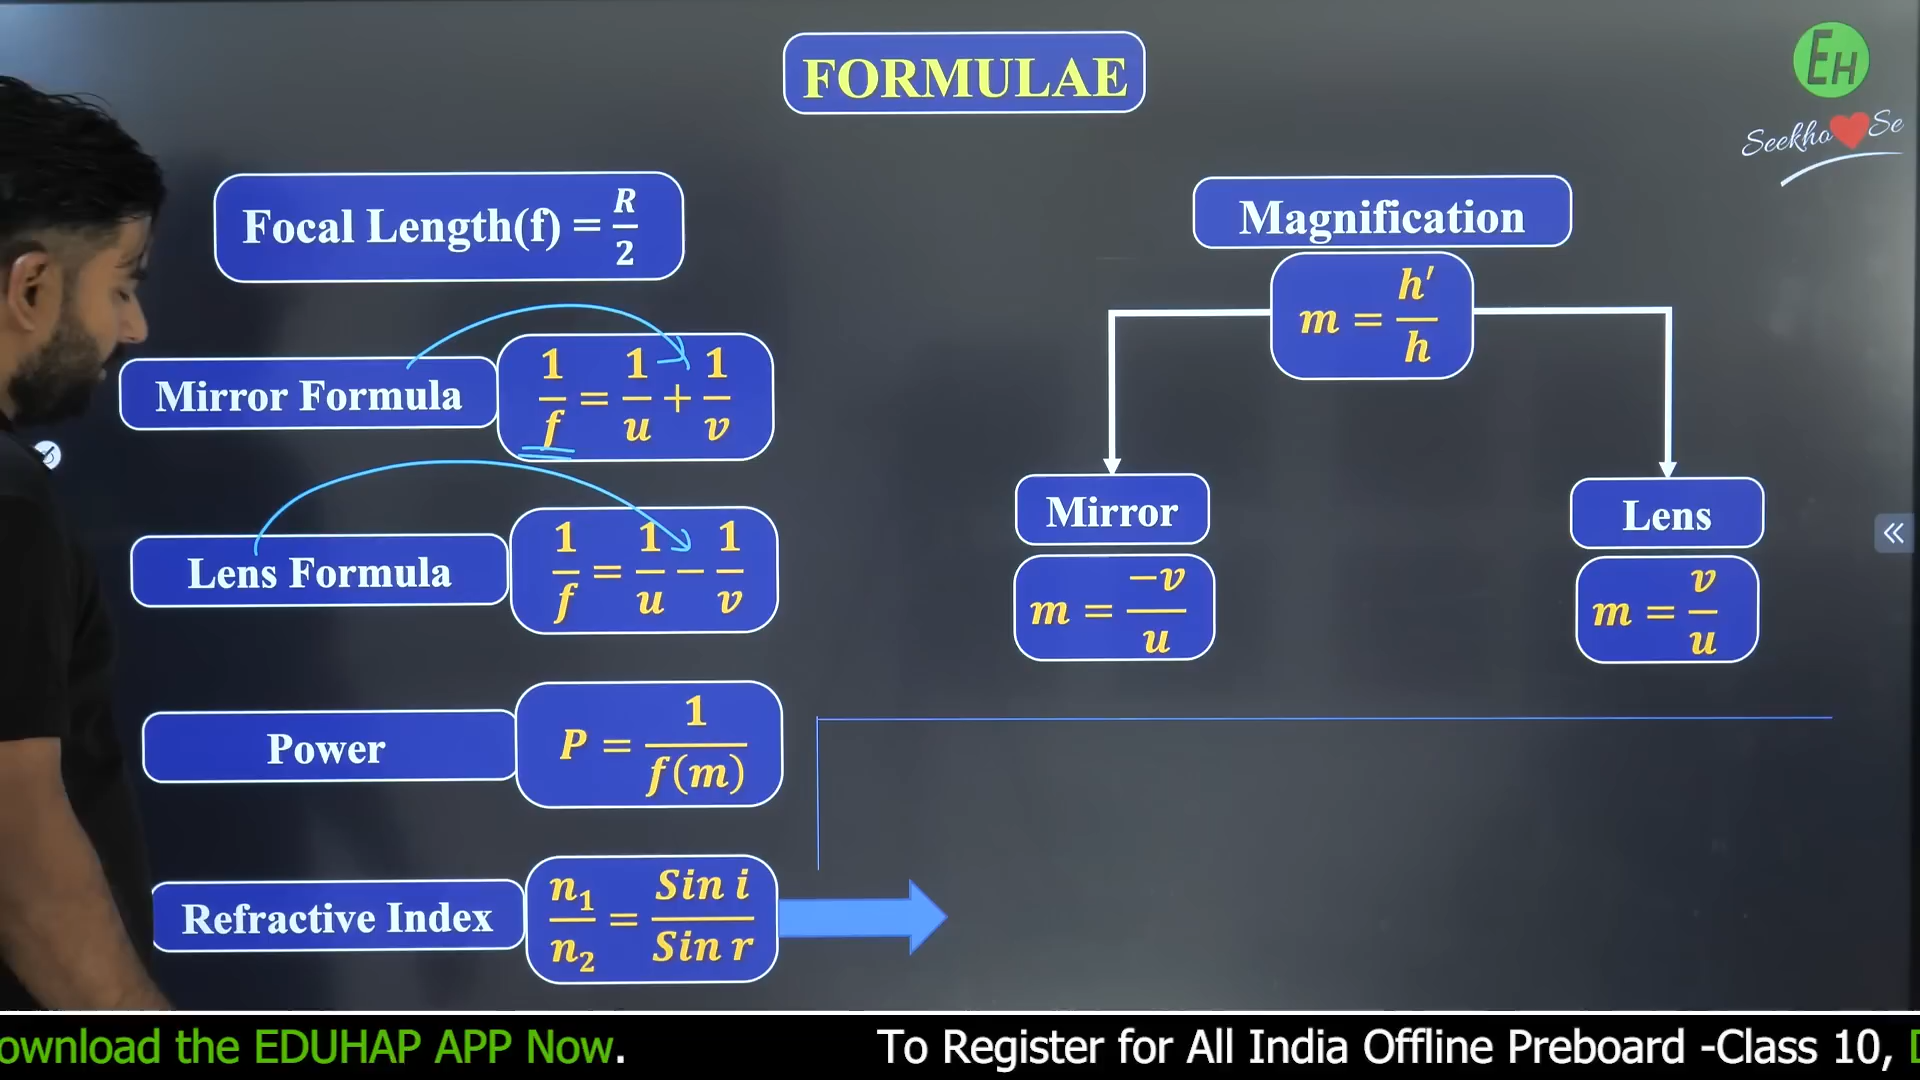 FORMULAE
EH
Seekho Se
Focal Length(f) = R/2
Mirror Formula
1/f = 1/u + 1/v
Lens Formula
1/f = 1/u − 1/v
Power
P = 1/f(m)
Refractive Index
n₁/n₂ = Sin i/Sin r
Magnification
m = h′/h
Mirror
m = −v/u
Lens
m = v/u
ownload the EDUHAP APP Now. To Register for All India Offline Preboard -Class 10,